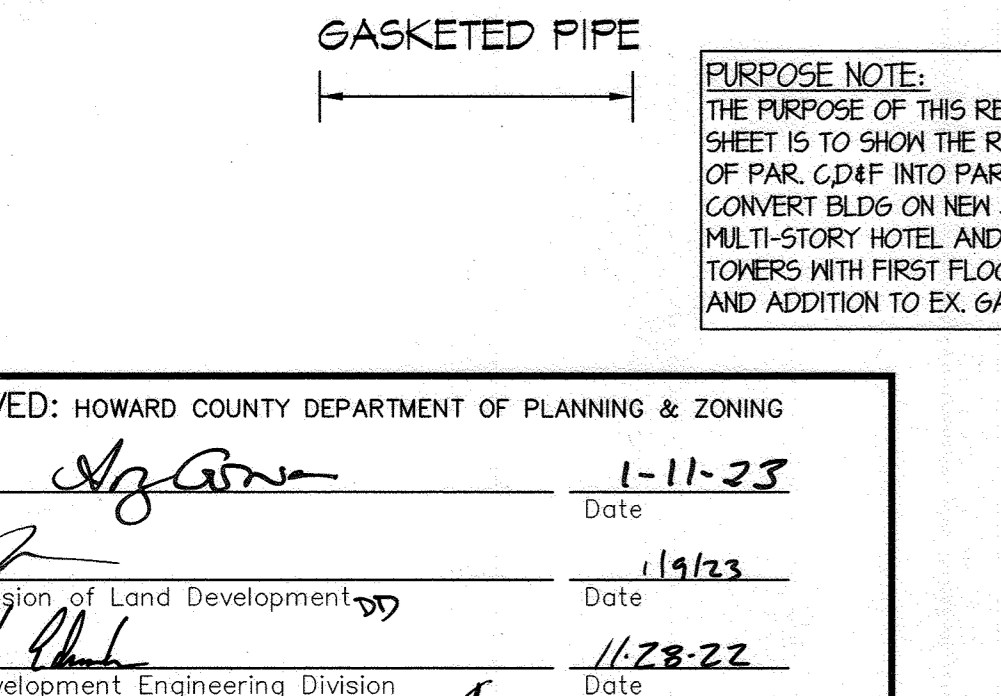 GASKETED PIPE
PURPOSE NOTE:
THE PURPOSE OF THIS RE
SHEET IS TO SHOW THE R
OF PAR. C,D&F INTO PAR
CONVERT BLDG ON NEW
MULTI-STORY HOTEL AND
TOWERS WITH FIRST FLOO
AND ADDITION TO EX. GA
VED: HOWARD COUNTY DEPARTMENT OF PLANNING & ZONING
1-11-23
Date
1/9/23
sion of Land Development DD
Date
11-28-22
velopment Engineering Division
Date